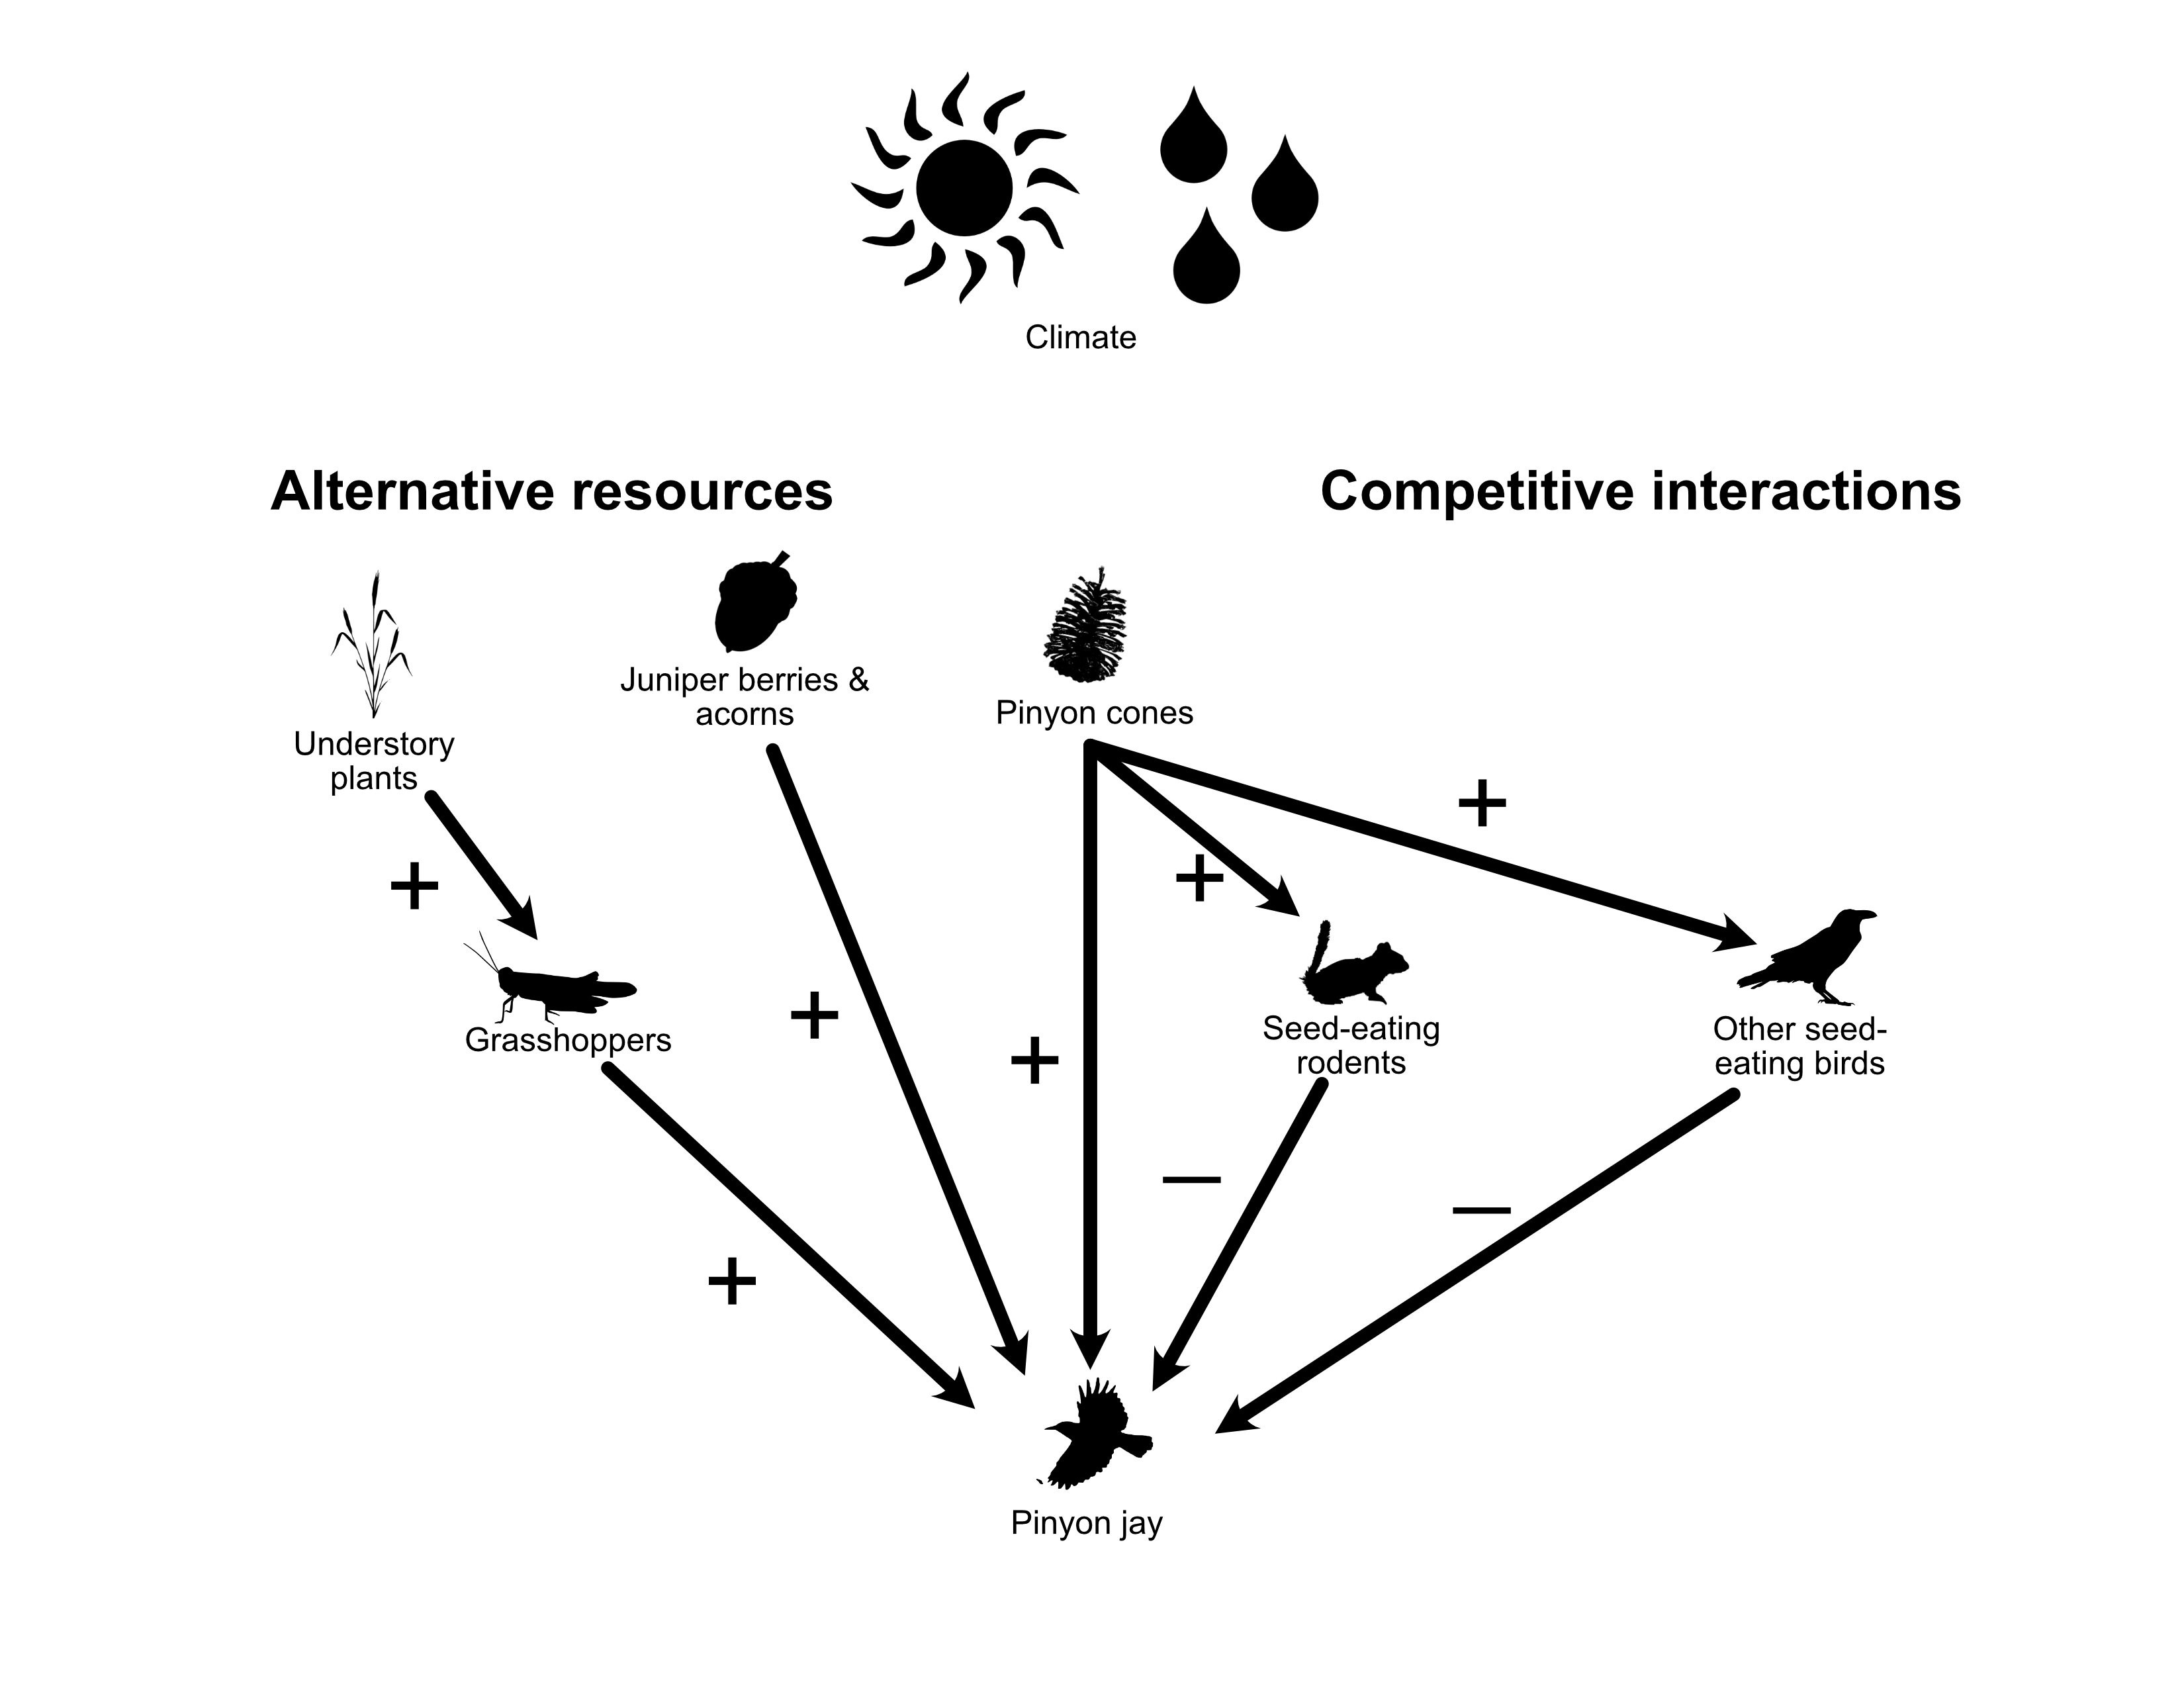 Climate
Alternative resources
Competitive interactions
Juniper berries &
acorns
Pinyon cones
Understory
plants
+
+
+
Grasshoppers
Seed-eating
rodents
Other seed-
eating birds
+
+
—
—
+
Pinyon jay